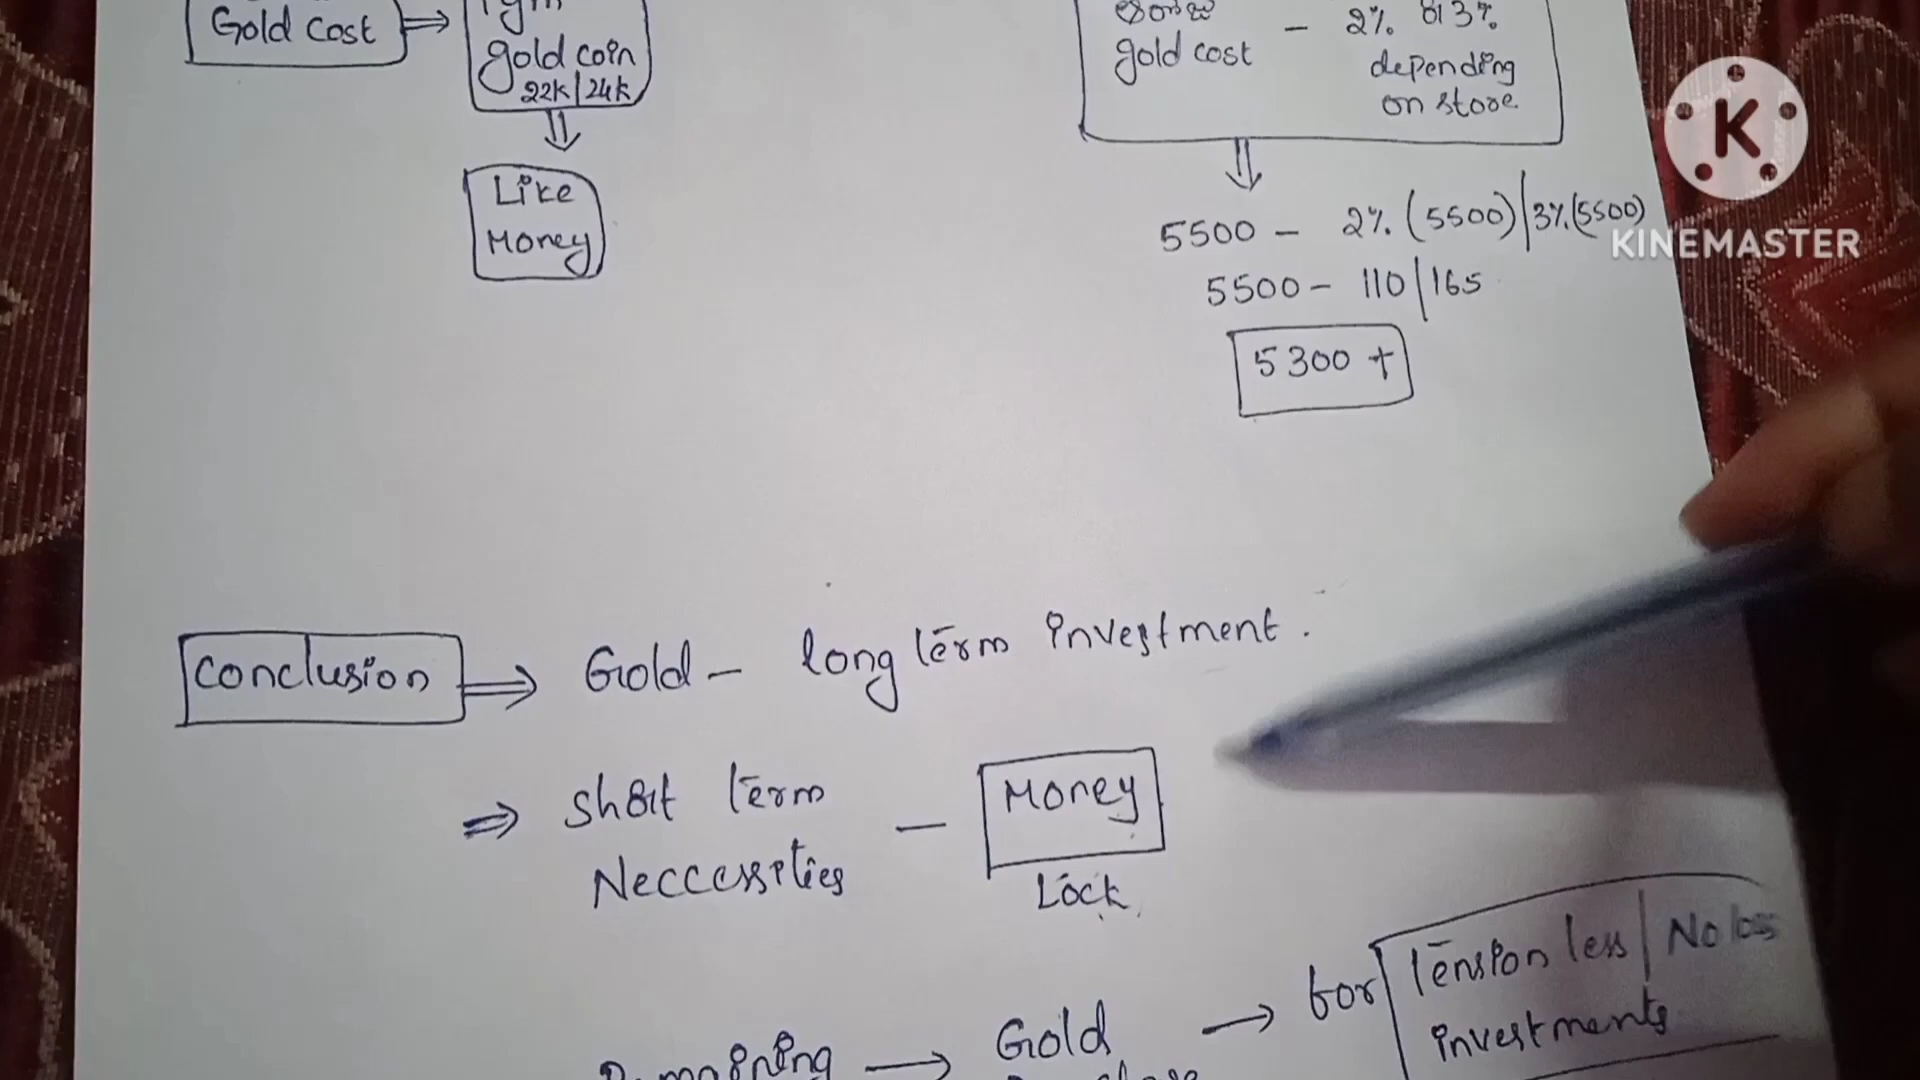 Gold Cost ⇒ 1gm
gold coin
22K/24K
Like
Money
gold cost – 2% or 3%
depending
on store
5500 – 2% (5500) | 3% (5500)
5500 – 110 | 165
5300 +
K
KINEMASTER
Conclusion ⇒ Gold – long term investment.
⇒ Short term – Money
Neccessities
Lock
Remaining → Gold → for Tension less | No loss
investments